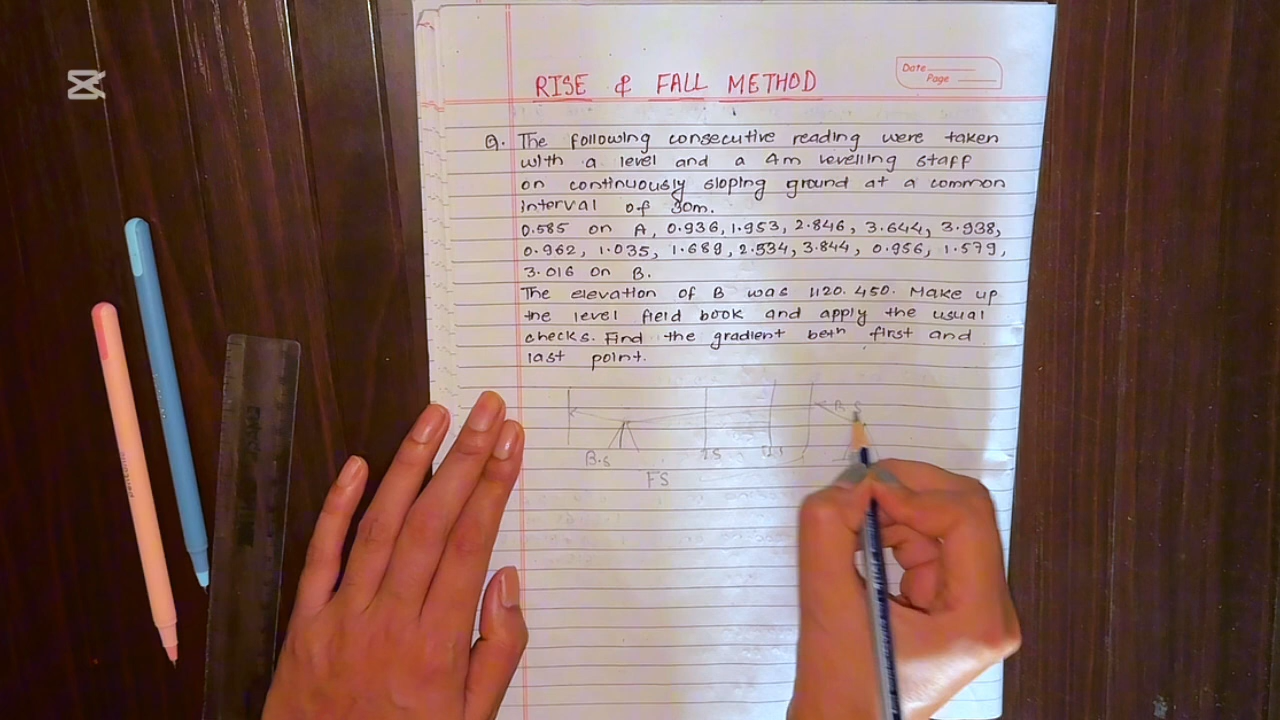 Date
Page
RISE & FALL METHOD
Q. The following consecutive reading were taken
with a level and a 4m levelling staff
on continuously sloping ground at a common
interval of 30m.
0.585 on A, 0.936, 1.953, 2.846, 3.644, 3.938,
0.962, 1.035, 1.689, 2.534, 3.844, 0.956, 1.579,
3.016 on B.
The elevation of B was 1120.450. Make up
the level field book and apply the usual
checks. Find the gradient betn first and
last point.
B.S
B.S
I.S
FS